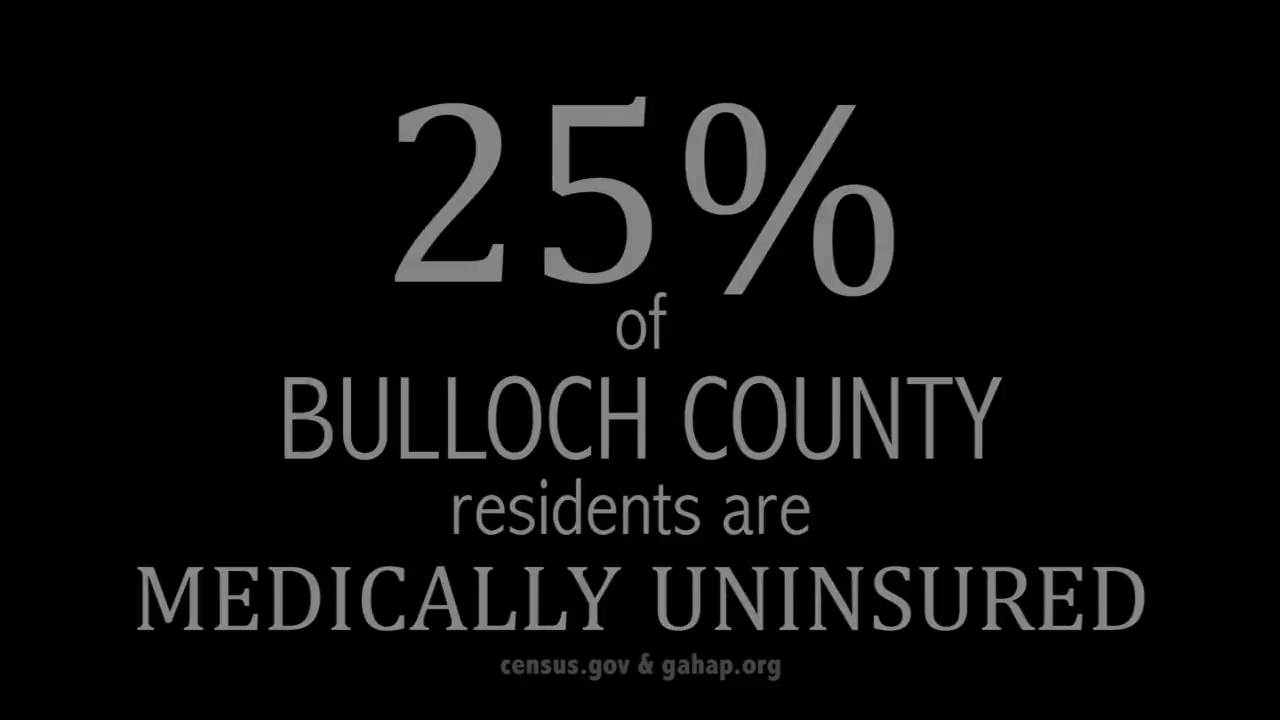 25%
of
BULLOCH COUNTY
residents are
MEDICALLY UNINSURED
census.gov & gahap.org